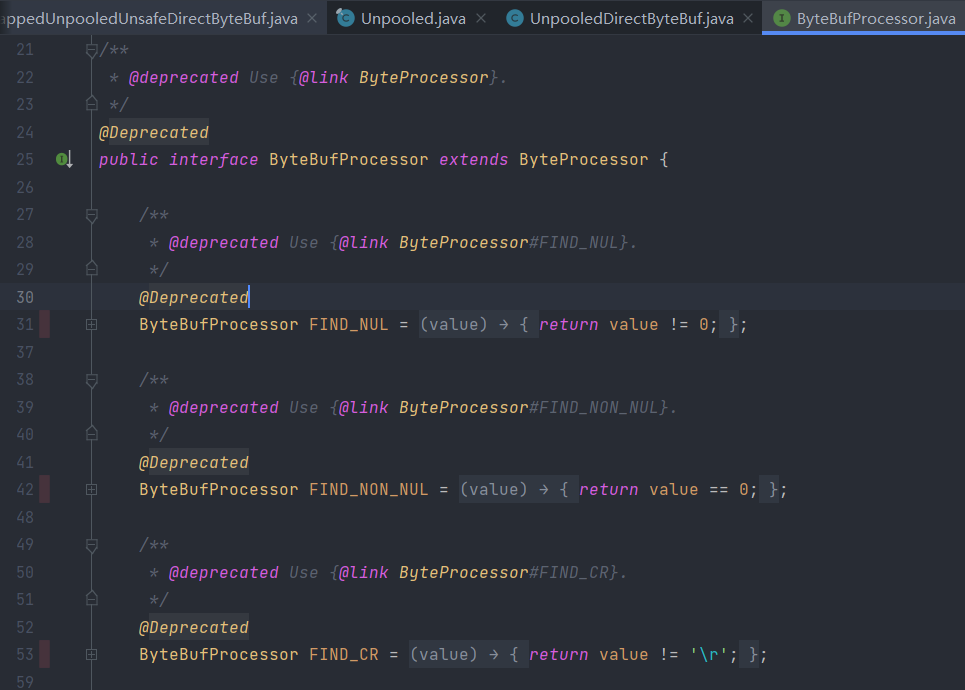 appedUnpooledUnsafeDirectByteBuf.java × Unpooled.java × UnpooledDirectByteBuf.java × ByteBufProcessor.java
21 /**
22 * @deprecated Use {@link ByteProcessor}.
23 */
24 @Deprecated
25 public interface ByteBufProcessor extends ByteProcessor {
26
27 /**
28 * @deprecated Use {@link ByteProcessor#FIND_NUL}.
29 */
30 @Deprecated
31 ByteBufProcessor FIND_NUL = (value) → { return value != 0; };
37
38 /**
39 * @deprecated Use {@link ByteProcessor#FIND_NON_NUL}.
40 */
41 @Deprecated
42 ByteBufProcessor FIND_NON_NUL = (value) → { return value == 0; };
48
49 /**
50 * @deprecated Use {@link ByteProcessor#FIND_CR}.
51 */
52 @Deprecated
53 ByteBufProcessor FIND_CR = (value) → { return value != '\r'; };
59